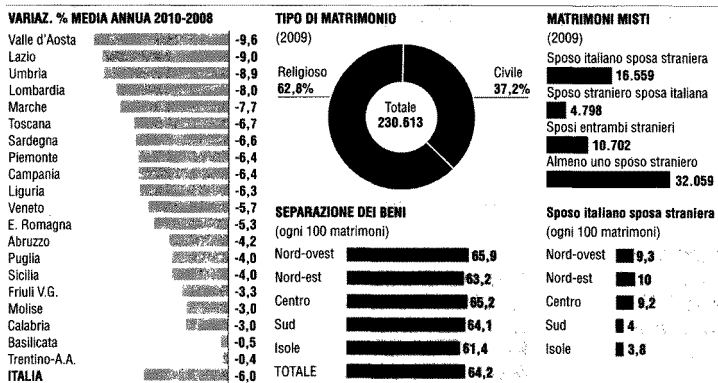 VARIAZ. % MEDIA ANNUA 2010-2008
Valle d'Aosta -9,6
Lazio -9,0
Umbria -8,9
Lombardia -8,0
Marche -7,7
Toscana -6,7
Sardegna -6,6
Piemonte -6,4
Campania -6,4
Liguria -6,3
Veneto -5,7
E. Romagna -5,3
Abruzzo -4,2
Puglia -4,0
Sicilia -4,0
Friuli V.G. -3,3
Molise -3,0
Calabria -3,0
Basilicata -0,5
Trentino-A.A. -0,4
ITALIA -6,0
TIPO DI MATRIMONIO
(2009)
Religioso
62,8%
Civile
37,2%
Totale
230.613
SEPARAZIONE DEI BENI
(ogni 100 matrimoni)
Nord-ovest 65,9
Nord-est 63,2
Centro 65,2
Sud 64,1
Isole 61,4
TOTALE 64,2
MATRIMONI MISTI
(2009)
Sposo italiano sposa straniera
16.559
Sposo straniero sposa italiana
4.798
Sposi entrambi stranieri
10.702
Almeno uno sposo straniero
32.059
Sposo italiano sposa straniera
(ogni 100 matrimoni)
Nord-ovest 9,3
Nord-est 10
Centro 9,2
Sud 4
Isole 3,8